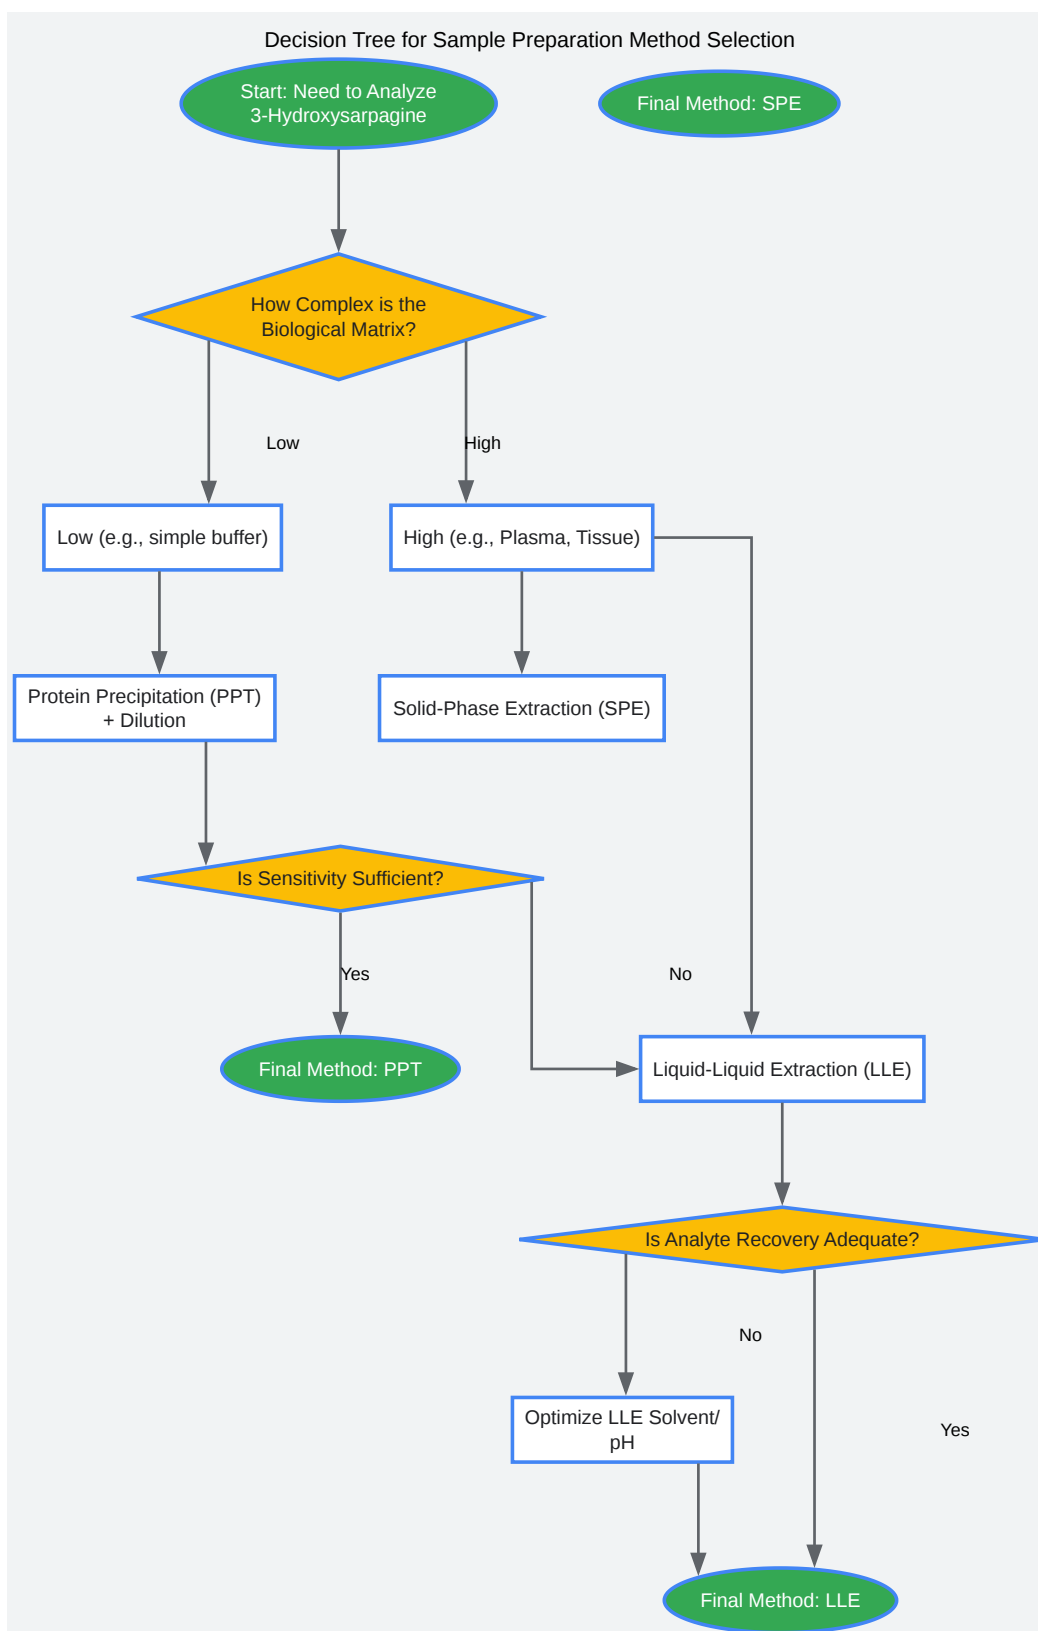 Decision Tree for Sample Preparation Method Selection
Start: Need to Analyze
3-Hydroxysarpagine
Final Method: SPE
How Complex is the
Biological Matrix?
Low
High
Low (e.g., simple buffer)
High (e.g., Plasma, Tissue)
Protein Precipitation (PPT)
+ Dilution
Solid-Phase Extraction (SPE)
Is Sensitivity Sufficient?
Yes
No
Final Method: PPT
Liquid-Liquid Extraction (LLE)
Is Analyte Recovery Adequate?
No
Optimize LLE Solvent/
pH
Yes
Final Method: LLE